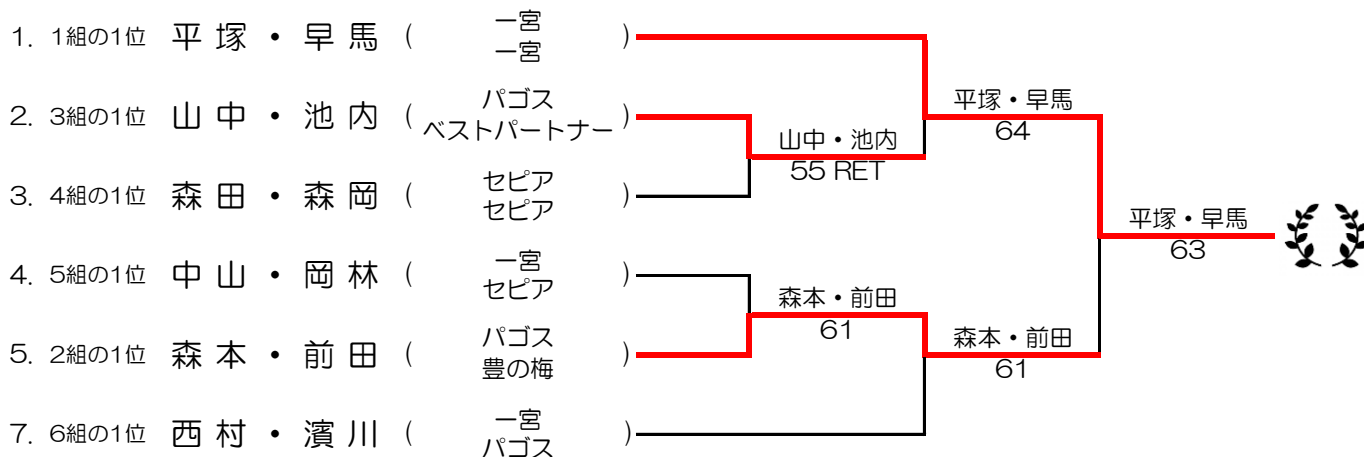 1. 1組の1位 平塚・早馬 ( 一宮
一宮 )
2. 3組の1位 山中・池内 ( パゴス
ベストパートナー )
3. 4組の1位 森田・森岡 ( セピア
セピア )
4. 5組の1位 中山・岡林 ( 一宮
セピア )
5. 2組の1位 森本・前田 ( パゴス
豊の梅 )
7. 6組の1位 西村・濱川 ( 一宮
パゴス )
山中・池内
55 RET
森本・前田
61
平塚・早馬
64
森本・前田
61
平塚・早馬
63